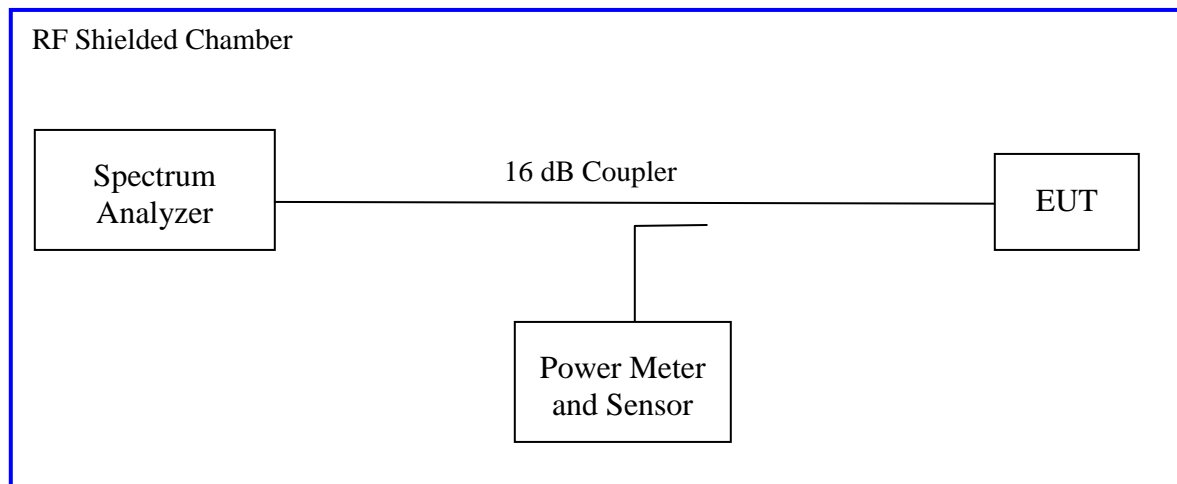 RF Shielded Chamber
Spectrum
Analyzer
16 dB Coupler
EUT
Power Meter
and Sensor